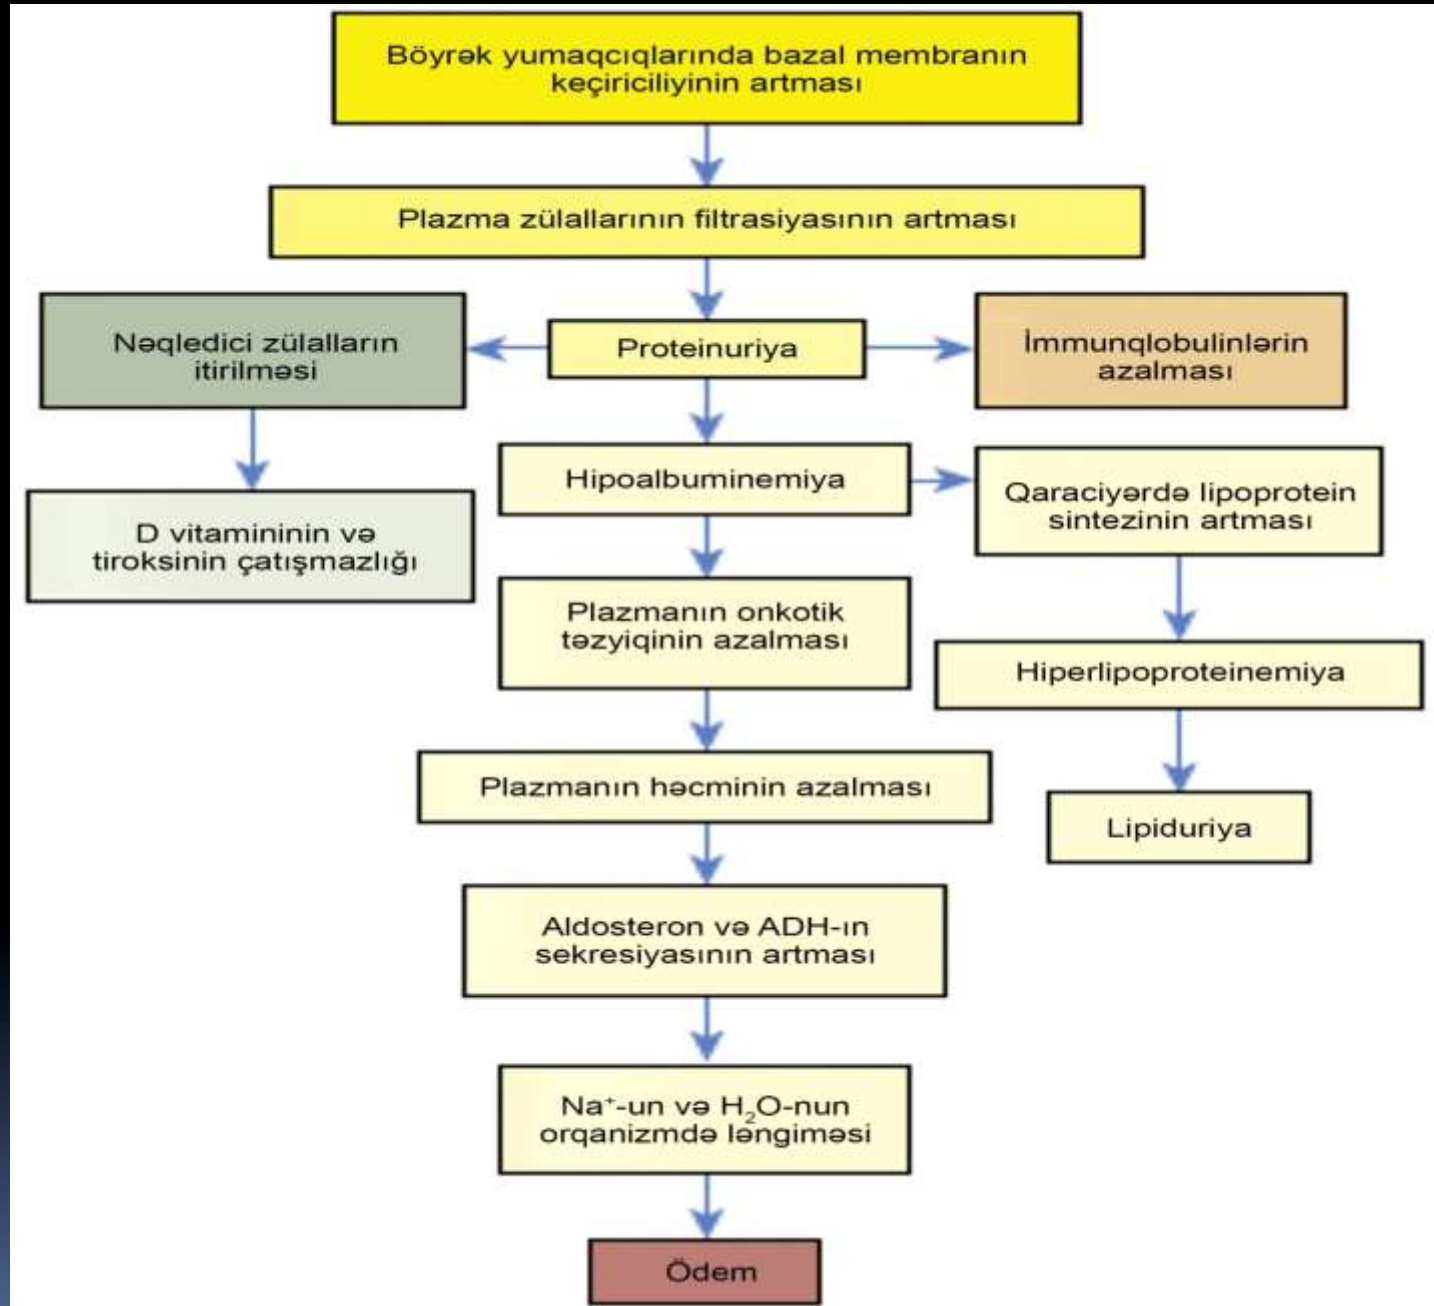 Böyrək yumaqcıqlarında bazal membranın
keçiriciliyinin artması
Plazma zülallarının filtrasiyasının artması
Nəqledici zülalların
itirilməsi
Proteinuriya
İmmunqlobulinlərin
azalması
Hipoalbuminemiya
Qaraciyərdə lipoprotein
sintezinin artması
D vitamininin və
tiroksinin çatışmazlığı
Plazmanın onkotik
təzyiqinin azalması
Hiperlipoproteinemiya
Plazmanın həcminin azalması
Lipiduriya
Aldosteron və ADH-ın
sekresiyasının artması
Na⁺-un və H₂O-nun
orqanizmdə ləngiməsi
Ödem